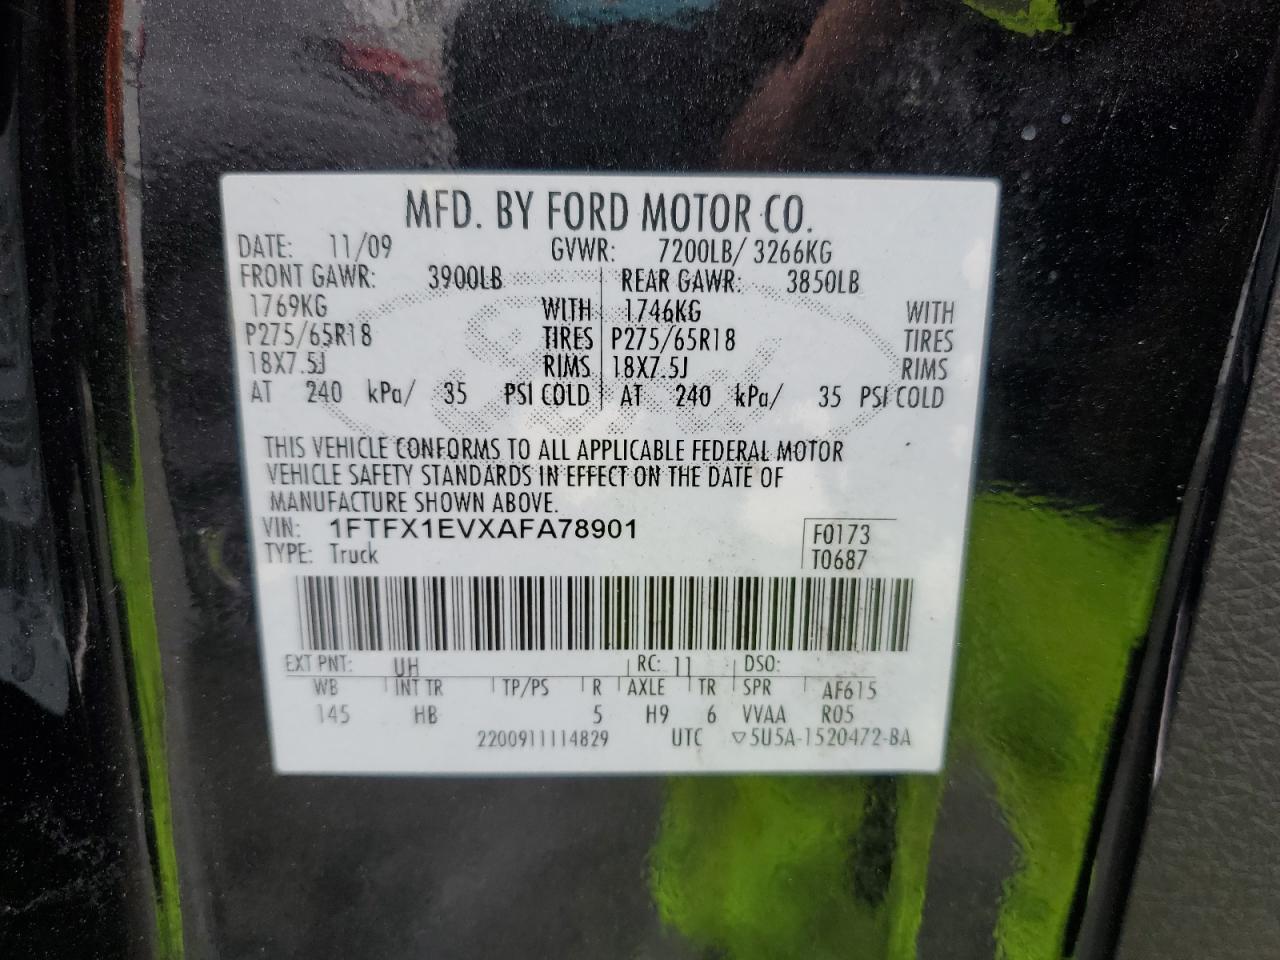 MFD. BY FORD MOTOR CO.
DATE: 11/09 GVWR: 7200LB/ 3266KG
FRONT GAWR: 3900LB REAR GAWR: 3850LB
1769KG WITH 1746KG WITH
P275/65R18 TIRES P275/65R18 TIRES
18X7.5J RIMS 18X7.5J RIMS
AT 240 kPa/ 35 PSI COLD AT 240 kPa/ 35 PSI COLD
THIS VEHICLE CONFORMS TO ALL APPLICABLE FEDERAL MOTOR
VEHICLE SAFETY STANDARDS IN EFFECT ON THE DATE OF
MANUFACTURE SHOWN ABOVE.
VIN: 1FTFX1EVXAFA78901 F0173
TYPE: Truck T0687
EXT PNT: UH RC: 11 DSO:
WB INT TR TP/PS R AXLE TR SPR AF615
145 HB 5 H9 6 VVAA R05
2200911114829 UTC ▽5U5A-1520472-BA